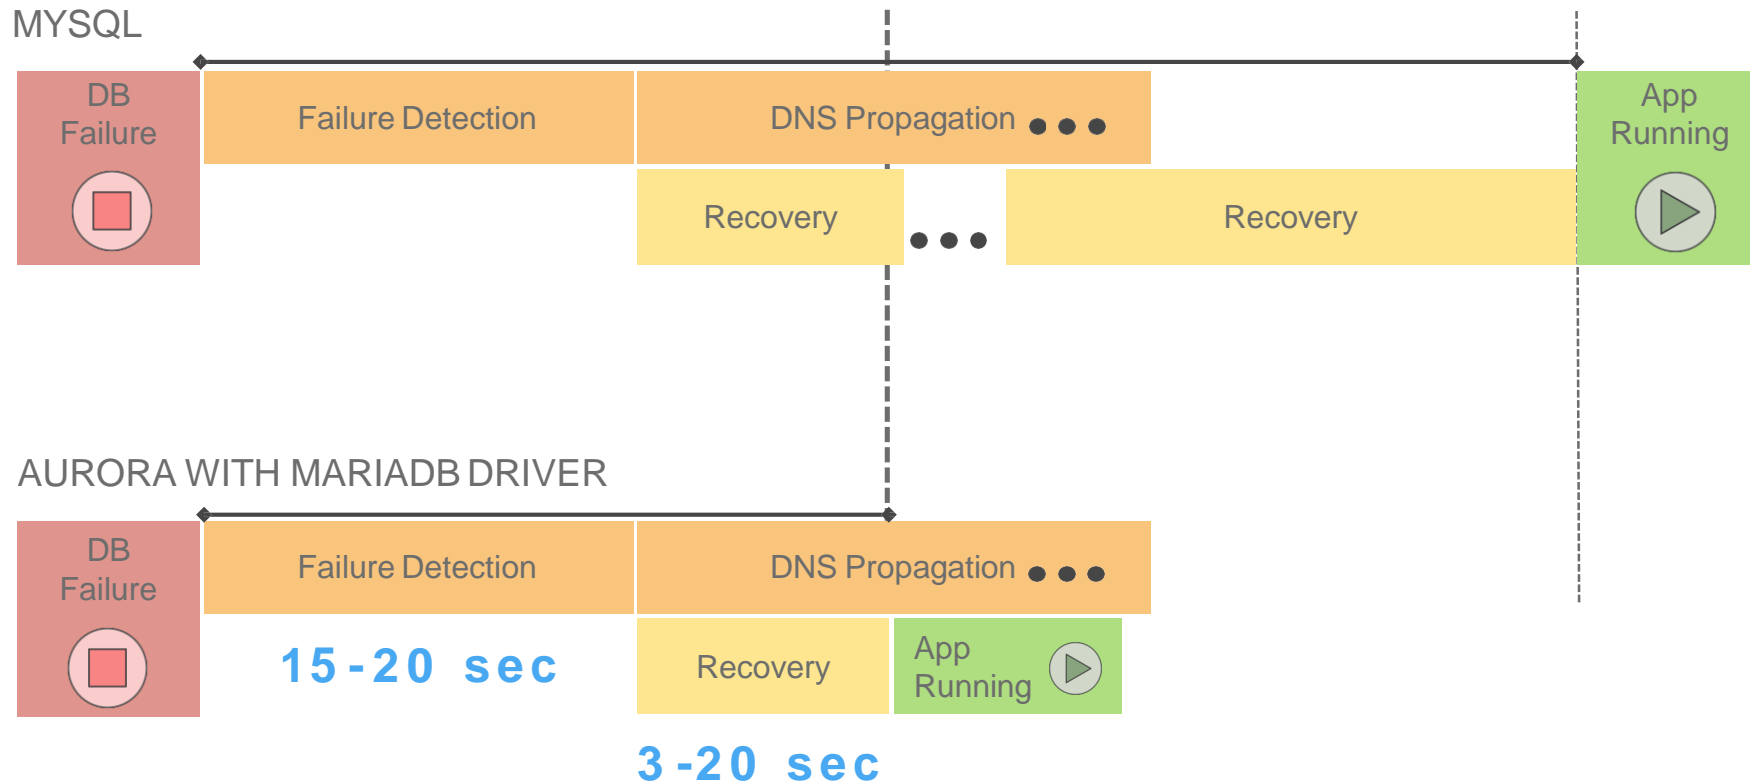 MYSQL
DB
Failure
Failure Detection
DNS Propagation
App
Running
Recovery
Recovery
AURORA WITH MARIADB DRIVER
DB
Failure
Failure Detection
DNS Propagation
15-20 sec
Recovery
App
Running
3-20 sec